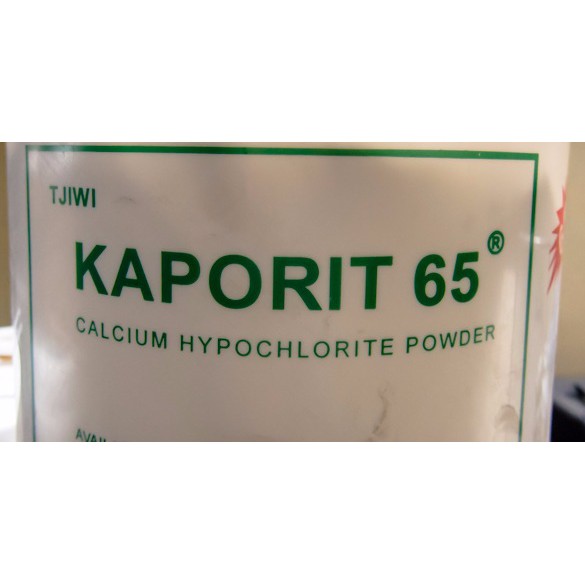 TJIWI
KAPORIT 65®
CALCIUM HYPOCHLORITE POWDER